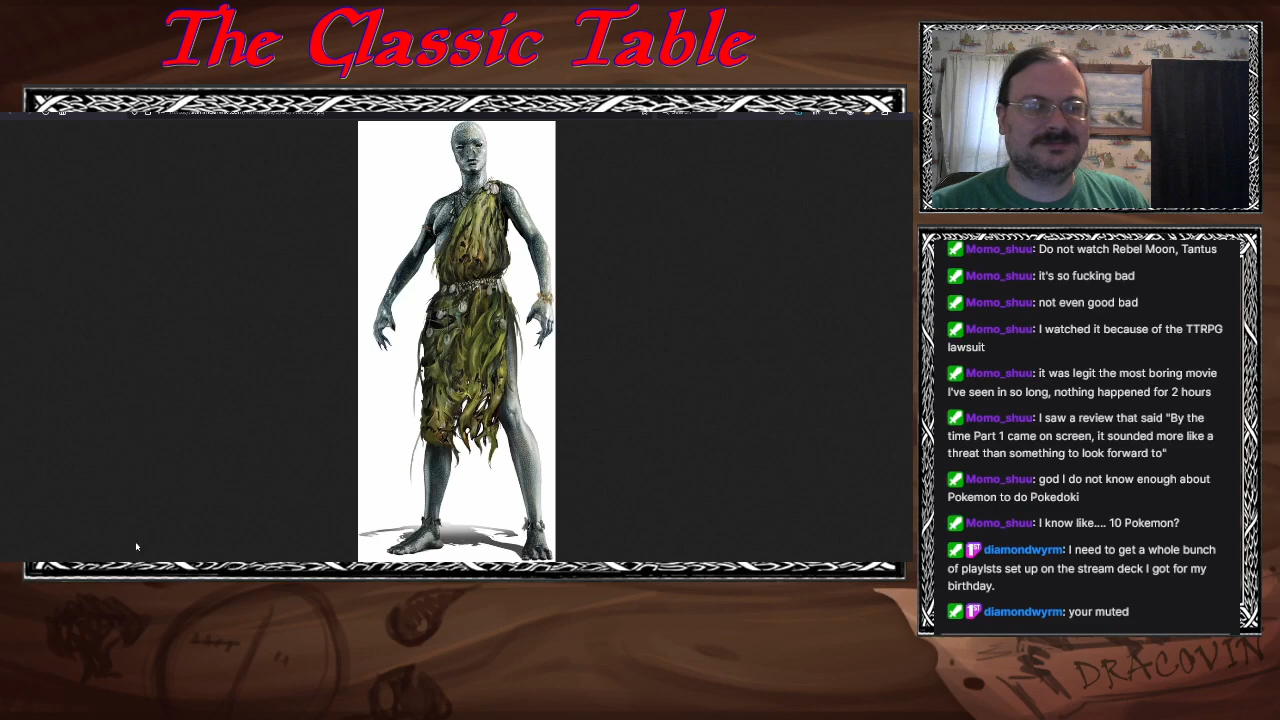 The Classic Table
Momo_shuu: Do not watch Rebel Moon, Tantus
Momo_shuu: it's so fucking bad
Momo_shuu: not even good bad
Momo_shuu: I watched it because of the TTRPG
lawsuit
Momo_shuu: it was legit the most boring movie
I've seen in so long, nothing happened for 2 hours
Momo_shuu: I saw a review that said "By the
time Part 1 came on screen, it sounded more like a
threat than something to look forward to"
Momo_shuu: god I do not know enough about
Pokemon to do Pokedoki
Momo_shuu: I know like.... 10 Pokemon?
1ST diamondwyrm: I need to get a whole bunch
of playlsts set up on the stream deck I got for my
birthday.
1ST diamondwyrm: your muted
DRACOVIN